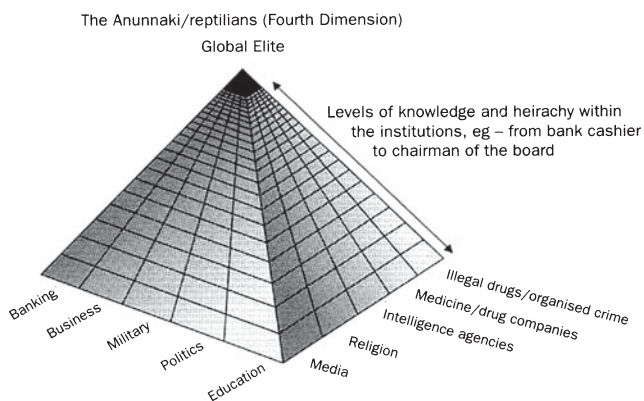 The Anunnaki/reptilians (Fourth Dimension)
Global Elite
Levels of knowledge and heirachy within
the institutions, eg – from bank cashier
to chairman of the board
Banking
Business
Military
Politics
Education
Media
Religion
Intelligence agencies
Medicine/drug companies
Illegal drugs/organised crime